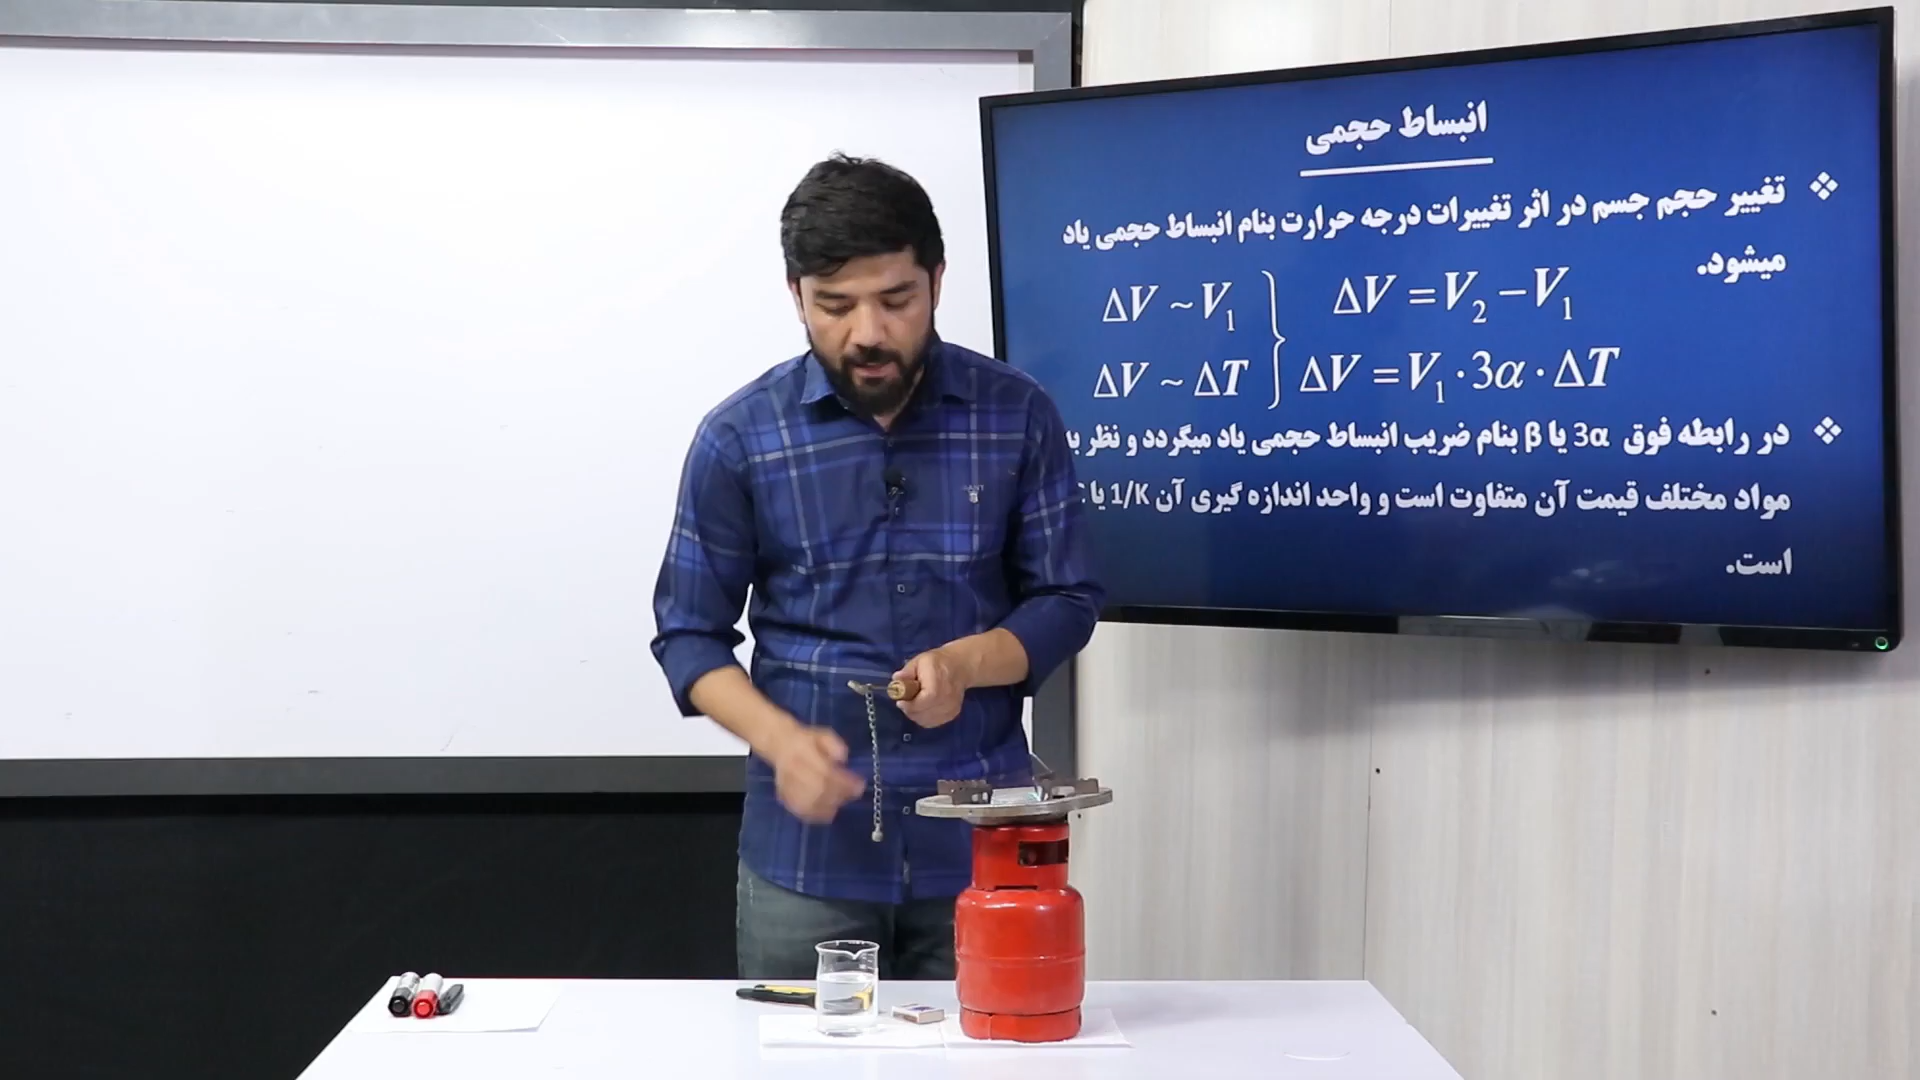 انبساط حجمی
❖ تغییر حجم جسم در اثر تغییرات درجه حرارت بنام انبساط حجمی یاد
میشود.
ΔV ~ V₁ } ΔV = V₂ − V₁
ΔV ~ ΔT } ΔV = V₁ · 3α · ΔT
❖ در رابطه فوق 3α یا β بنام ضریب انبساط حجمی یاد میگردد و نظر به
مواد مختلف قیمت آن متفاوت است و واحد اندازه گیری آن 1/K یا
است.